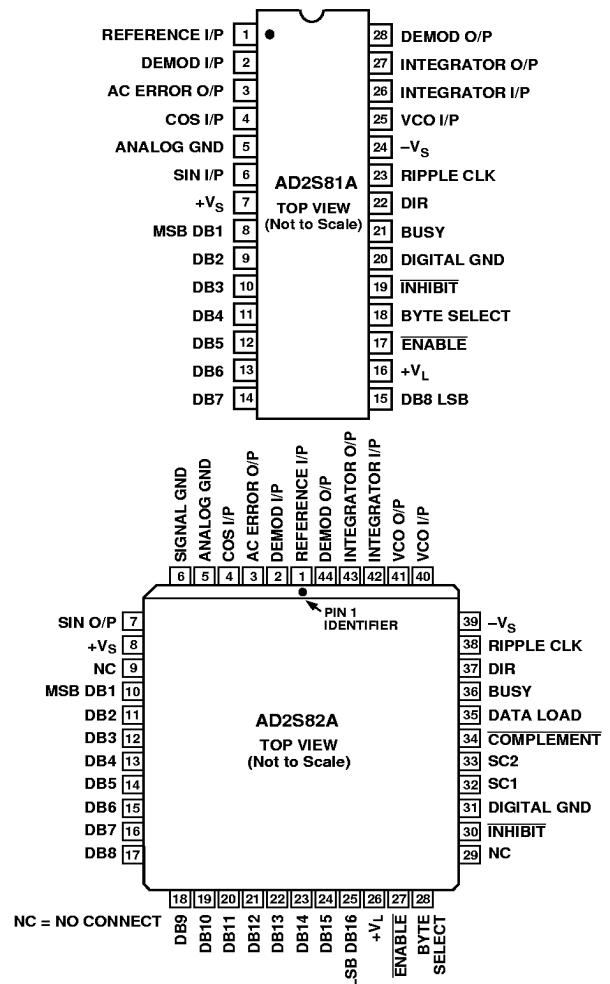 REFERENCE I/P 1
DEMOD I/P 2
AC ERROR O/P 3
COS I/P 4
ANALOG GND 5
SIN I/P 6
+VS 7
MSB DB1 8
DB2 9
DB3 10
DB4 11
DB5 12
DB6 13
DB7 14
AD2S81A
TOP VIEW
(Not to Scale)
28 DEMOD O/P
27 INTEGRATOR O/P
26 INTEGRATOR I/P
25 VCO I/P
24 –VS
23 RIPPLE CLK
22 DIR
21 BUSY
20 DIGITAL GND
19 INHIBIT
18 BYTE SELECT
17 ENABLE
16 +VL
15 DB8 LSB
SIGNAL GND 6
ANALOG GND 5
COS I/P 4
AC ERROR O/P 3
DEMOD I/P 2
REFERENCE I/P 1
DEMOD O/P 44
INTEGRATOR O/P 43
INTEGRATOR I/P 42
VCO O/P 41
VCO I/P 40
PIN 1
IDENTIFIER
SIN O/P 7
+VS 8
NC 9
MSB DB1 10
DB2 11
DB3 12
DB4 13
DB5 14
DB6 15
DB7 16
DB8 17
AD2S82A
TOP VIEW
(Not to Scale)
39 –VS
38 RIPPLE CLK
37 DIR
36 BUSY
35 DATA LOAD
34 COMPLEMENT
33 SC2
32 SC1
31 DIGITAL GND
30 INHIBIT
29 NC
18 DB9
19 DB10
20 DB11
21 DB12
22 DB13
23 DB14
24 DB15
25 LSB DB16
26 +VL
27 ENABLE
28 BYTE
SELECT
NC = NO CONNECT